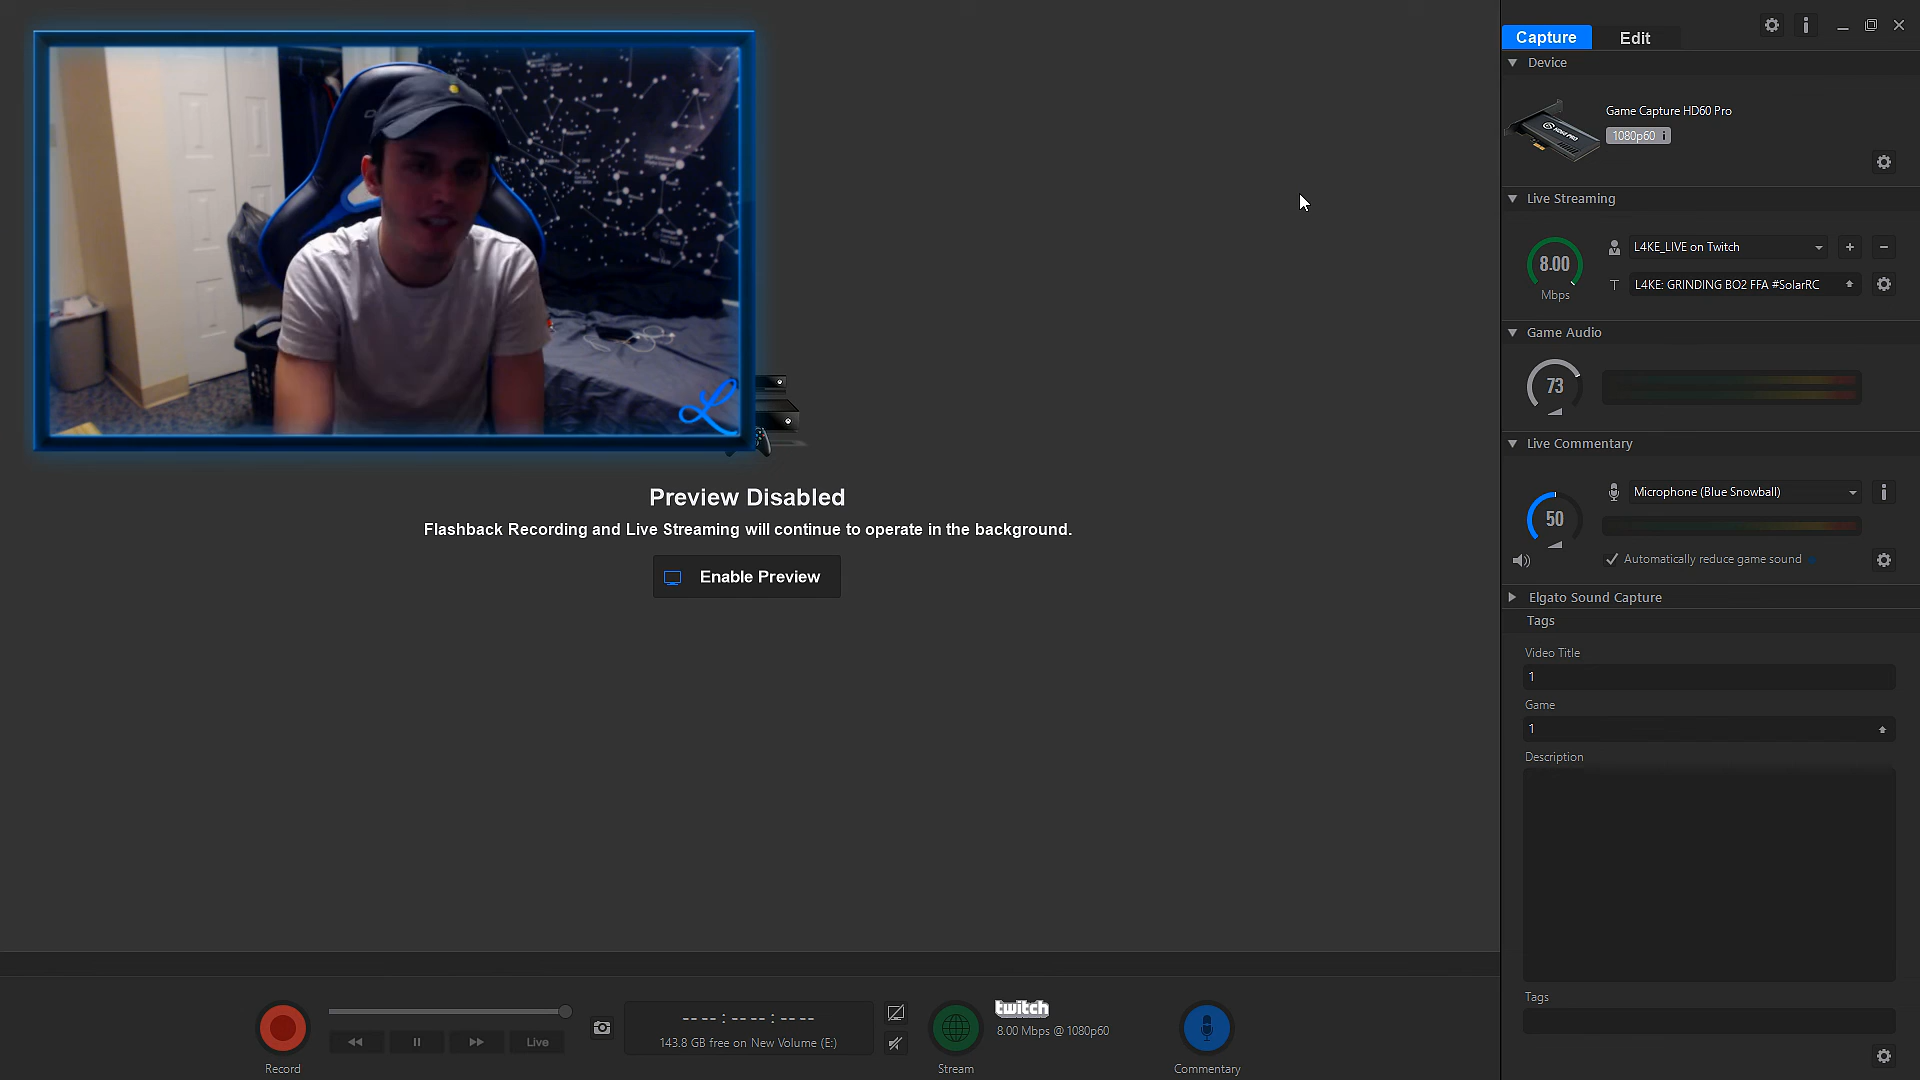 Capture
Edit
Device
Game Capture HD60 Pro
1080p60 i
Live Streaming
8.00
Mbps
L4KE_LIVE on Twitch
T L4KE: GRINDING BO2 FFA #SolarRC
Game Audio
73
Live Commentary
Microphone (Blue Snowball)
50
Automatically reduce game sound
Elgato Sound Capture
Tags
Video Title
1
Game
1
Description
Tags
Preview Disabled
Flashback Recording and Live Streaming will continue to operate in the background.
Enable Preview
L
Record
Live
-- -- : -- -- : -- --
143.8 GB free on New Volume (E:)
Stream
twitch
8.00 Mbps @ 1080p60
Commentary